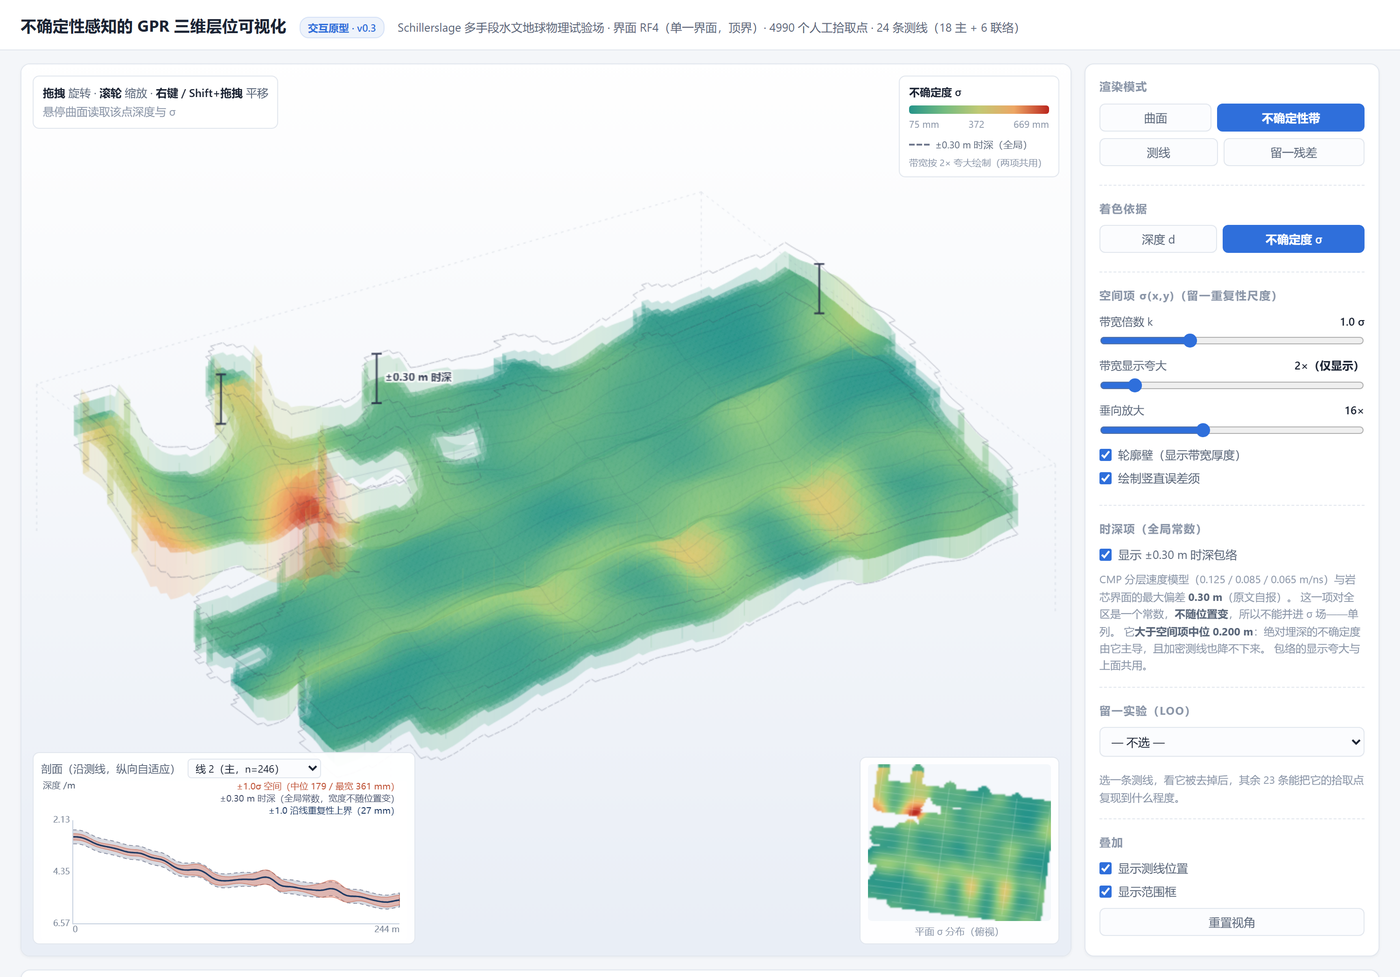 不确定性感知的 GPR 三维层位可视化
交互原型 · v0.3
Schillerslage 多手段水文地球物理试验场 · 界面 RF4（单一界面，顶界）· 4990 个人工拾取点 · 24 条测线（18 主 + 6 联络）
拖拽 旋转 · 滚轮 缩放 · 右键 / Shift+拖拽 平移
悬停曲面读取该点深度与 σ
不确定度 σ
75 mm 372 669 mm
±0.30 m 时深（全局）
带宽按 2× 夸大绘制（两项共用）
±0.30 m 时深
剖面（沿测线，纵向自适应）
线 2（主，n=246）
深度 /m
±1.0σ 空间（中位 179 / 最宽 361 mm）
±0.30 m 时深（全局常数，宽度不随位置变）
±1.0 沿线重复性上界（27 mm）
2.13
4.35
6.57
0 244 m
平面 σ 分布（俯视）
渲染模式
曲面 不确定性带
测线 留一残差
着色依据
深度 d 不确定度 σ
空间项 σ(x,y)（留一重复性尺度）
带宽倍数 k 1.0 σ
带宽显示夸大 2×（仅显示）
垂向放大 16×
轮廓壁（显示带宽厚度）
绘制竖直误差须
时深项（全局常数）
显示 ±0.30 m 时深包络
CMP 分层速度模型（0.125 / 0.085 / 0.065 m/ns）与岩
芯界面的最大偏差 0.30 m（原文自报）。 这一项对全
区是一个常数，不随位置变，所以不能并进 σ 场——单
列。 它大于空间项中位 0.200 m：绝对埋深的不确定度
由它主导，且加密测线也降不下来。 包络的显示夸大与
上面共用。
留一实验（LOO）
— 不选 —
选一条测线，看它被去掉后，其余 23 条能把它的拾取点
复现到什么程度。
叠加
显示测线位置
显示范围框
重置视角